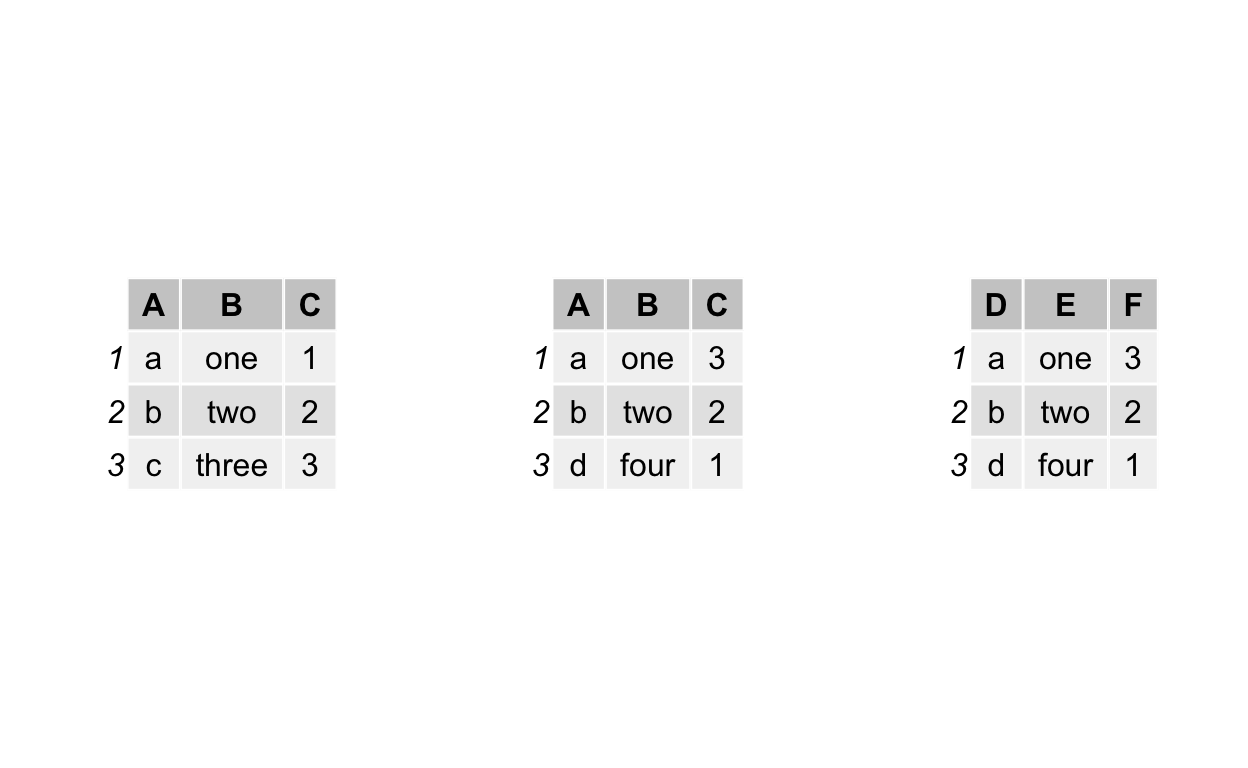 A B C
1 a one 1
2 b two 2
3 c three 3
A B C
1 a one 3
2 b two 2
3 d four 1
D E F
1 a one 3
2 b two 2
3 d four 1